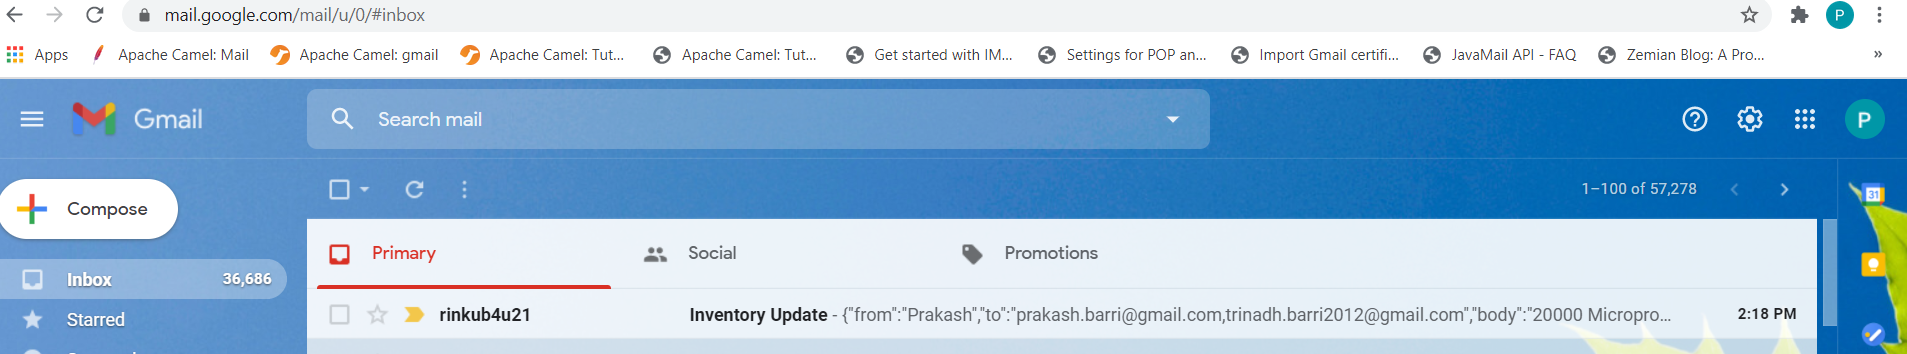 mail.google.com/mail/u/0/#inbox
P
Apps Apache Camel: Mail Apache Camel: gmail Apache Camel: Tut... Apache Camel: Tut... Get started with IM... Settings for POP an... Import Gmail certifi... JavaMail API - FAQ Zemian Blog: A Pro... »
Gmail Search mail P
Compose 1–100 of 57,278
31
Primary Social Promotions
Inbox 36,686
rinkub4u21 Inventory Update - {"from":"Prakash","to":"prakash.barri@gmail.com,trinadh.barri2012@gmail.com","body":"20000 Micropro... 2:18 PM
Starred